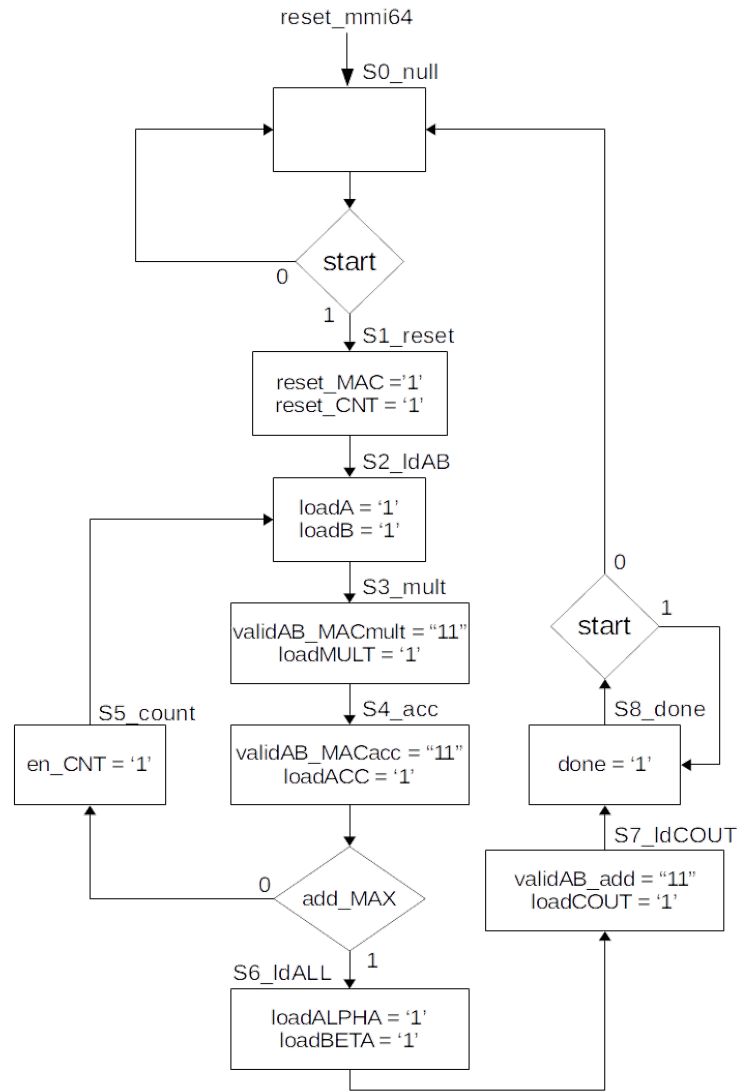 reset_mmi64
S0_null
start
0
1
S1_reset
reset_MAC =’1’
reset_CNT = ‘1’
S2_ldAB
loadA = ‘1’
loadB = ‘1’
S3_mult
validAB_MACmult = “11”
loadMULT = ‘1’
S4_acc
validAB_MACacc = “11”
loadACC = ‘1’
S5_count
en_CNT = ‘1’
add_MAX
0
1
S6_ldALL
loadALPHA = ‘1’
loadBETA = ‘1’
S7_ldCOUT
validAB_add = “11”
loadCOUT = ‘1’
S8_done
done = ‘1’
start
0
1